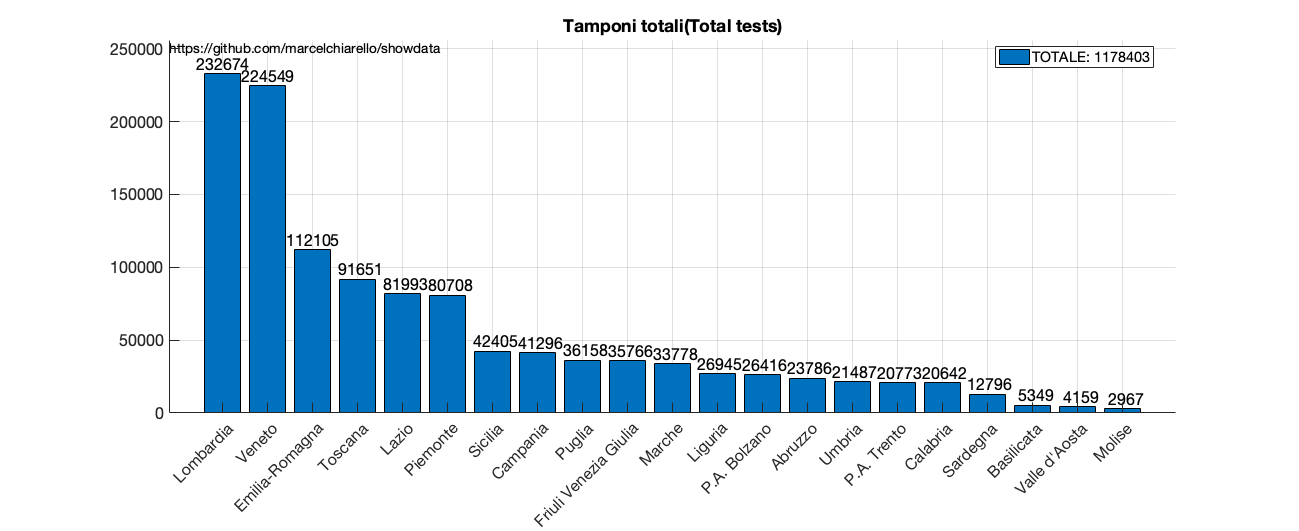 Tamponi totali(Total tests)
https://github.com/marcelchiarello/showdata
TOTALE: 1178403
250000
200000
150000
100000
50000
0
232674
224549
112105
91651
81993
80708
42405
41296
36158
35766
33778
26945
26416
23786
21487
20773
20642
12796
5349
4159
2967
Lombardia
Veneto
Emilia-Romagna
Toscana
Lazio
Piemonte
Sicilia
Campania
Puglia
Friuli Venezia Giulia
Marche
Liguria
P.A. Bolzano
Abruzzo
Umbria
P.A. Trento
Calabria
Sardegna
Basilicata
Valle d'Aosta
Molise